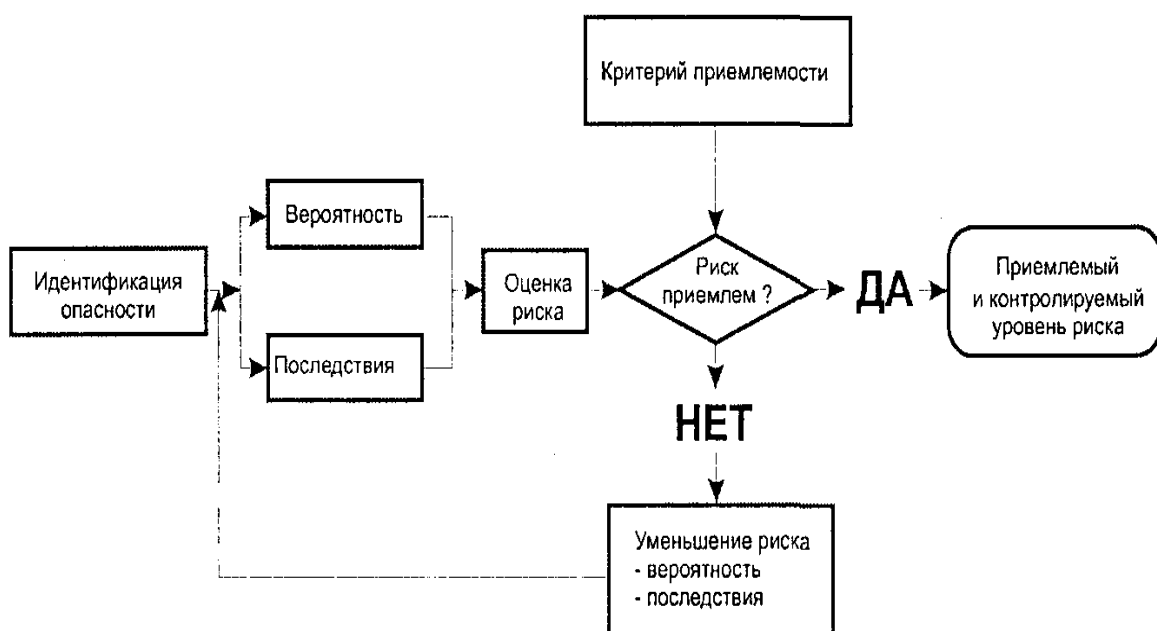 Критерий приемлемости
Вероятность
Идентификация
опасности
Последствия
Оценка
риска
Риск
приемлем ?
ДА
Приемлемый
и контролируемый
уровень риска
НЕТ
Уменьшение риска
- вероятность
- последствия